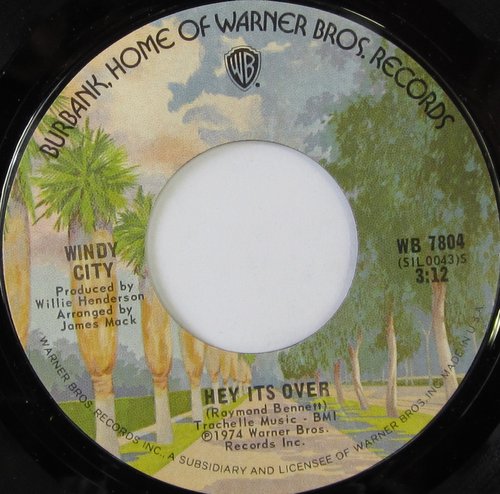 BURBANK, HOME OF WARNER BROS. RECORDS
WB
WINDY
CITY
Produced by
Willie Henderson
Arranged by
James Mack
WB 7804
(SIL0043)S
3:12
HEY ITS OVER
(Raymond Bennett)
Trachelle Music - BMI
©1974 Warner Bros.
Records Inc.
WARNER BROS. RECORDS INC., A SUBSIDIARY AND LICENSEE OF WARNER BROS. INC. MADE IN U.S.A.